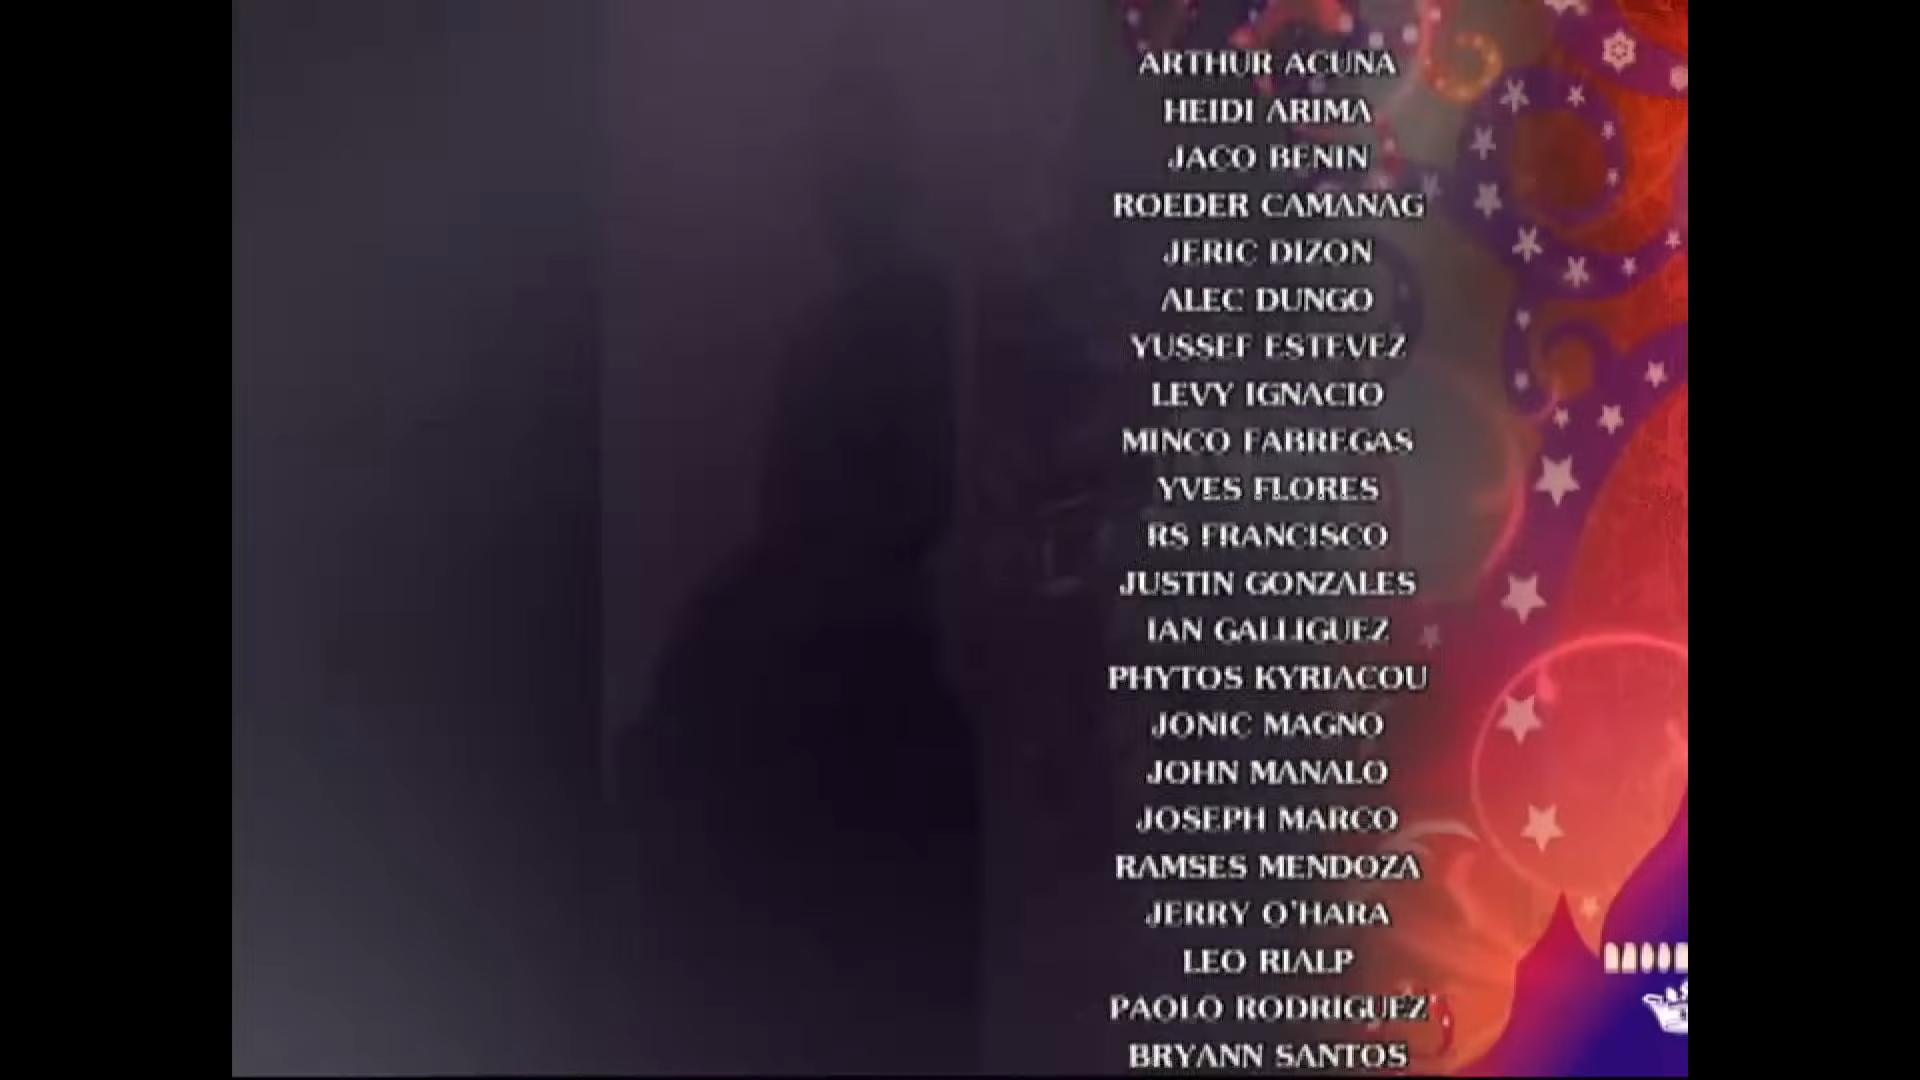 ARTHUR ACUNA
HEIDI ARIMA
JACO BENIN
ROEDER CAMANAG
JERIC DIZON
ALEC DUNGO
YUSSEF ESTEVEZ
LEVY IGNACIO
MINCO FABREGAS
YVES FLORES
RS FRANCISCO
JUSTIN GONZALES
IAN GALLIGUEZ
PHYTOS KYRIACOU
JONIC MAGNO
JOHN MANALO
JOSEPH MARCO
RAMSES MENDOZA
JERRY O'HARA
LEO RIALP
PAOLO RODRIGUEZ
BRYANN SANTOS